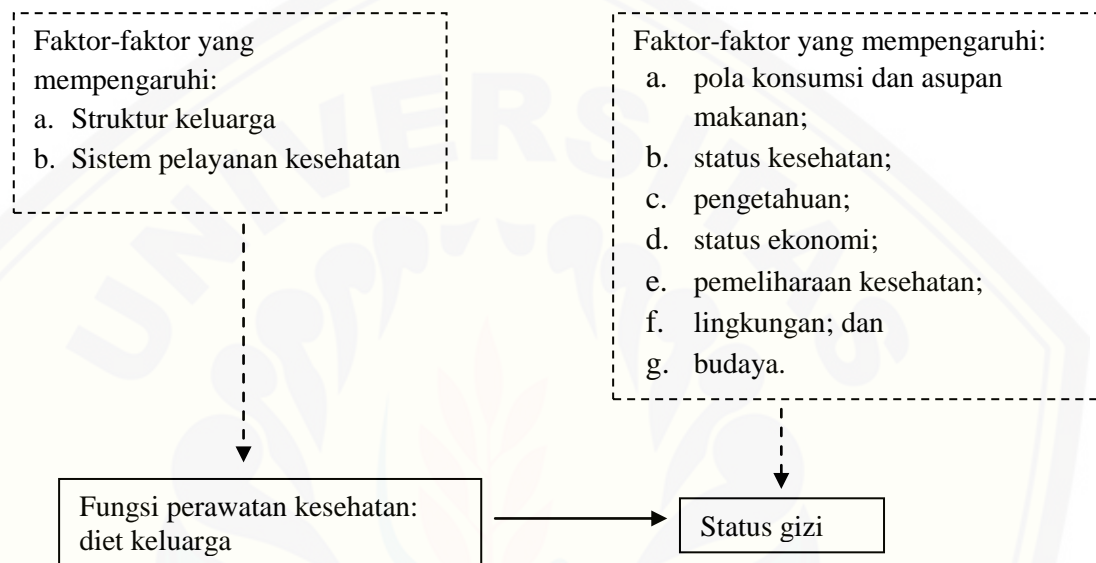 Faktor-faktor yang
mempengaruhi:
a. Struktur keluarga
b. Sistem pelayanan kesehatan
Faktor-faktor yang mempengaruhi:
a. pola konsumsi dan asupan
makanan;
b. status kesehatan;
c. pengetahuan;
d. status ekonomi;
e. pemeliharaan kesehatan;
f. lingkungan; dan
g. budaya.
Fungsi perawatan kesehatan:
diet keluarga
Status gizi
UNIVERSITAS